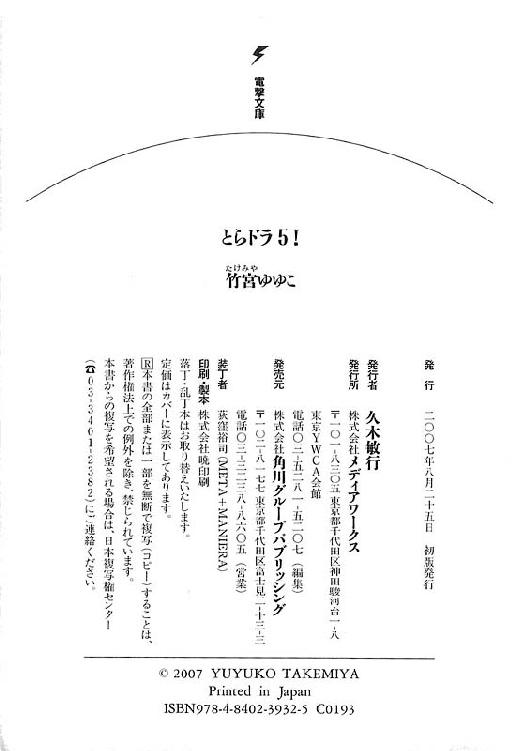 電撃文庫
とらドラ5!
たけみや
竹宮ゆゆこ
発行 二〇〇七年八月二十五日 初版発行
発行者 久木敏行
発行所 株式会社メディアワークス
〒一〇一-八三〇五 東京都千代田区神田駿河台一-八
東京YWCA会館
電話〇三-五二八一-五二〇七(編集)
発売元 株式会社角川グループパブリッシング
〒一〇二-八一七七 東京都千代田区富士見二-十三-三
電話〇三-三二三八-八六〇五(営業)
装丁者 荻窪裕司(META+MANIERA)
印刷・製本 株式会社暁印刷
落丁・乱丁本はお取り替えいたします。
定価はカバーに表示してあります。
Ⓡ本書の全部または一部を無断で複写(コピー)することは、
著作権法上での例外を除き、禁じられています。
本書からの複写を希望される場合は、日本複写権センター
(☎03-3401-2382)にご連絡ください。
© 2007 YUYUKO TAKEMIYA
Printed in Japan
ISBN978-4-8402-3932-5 C0193